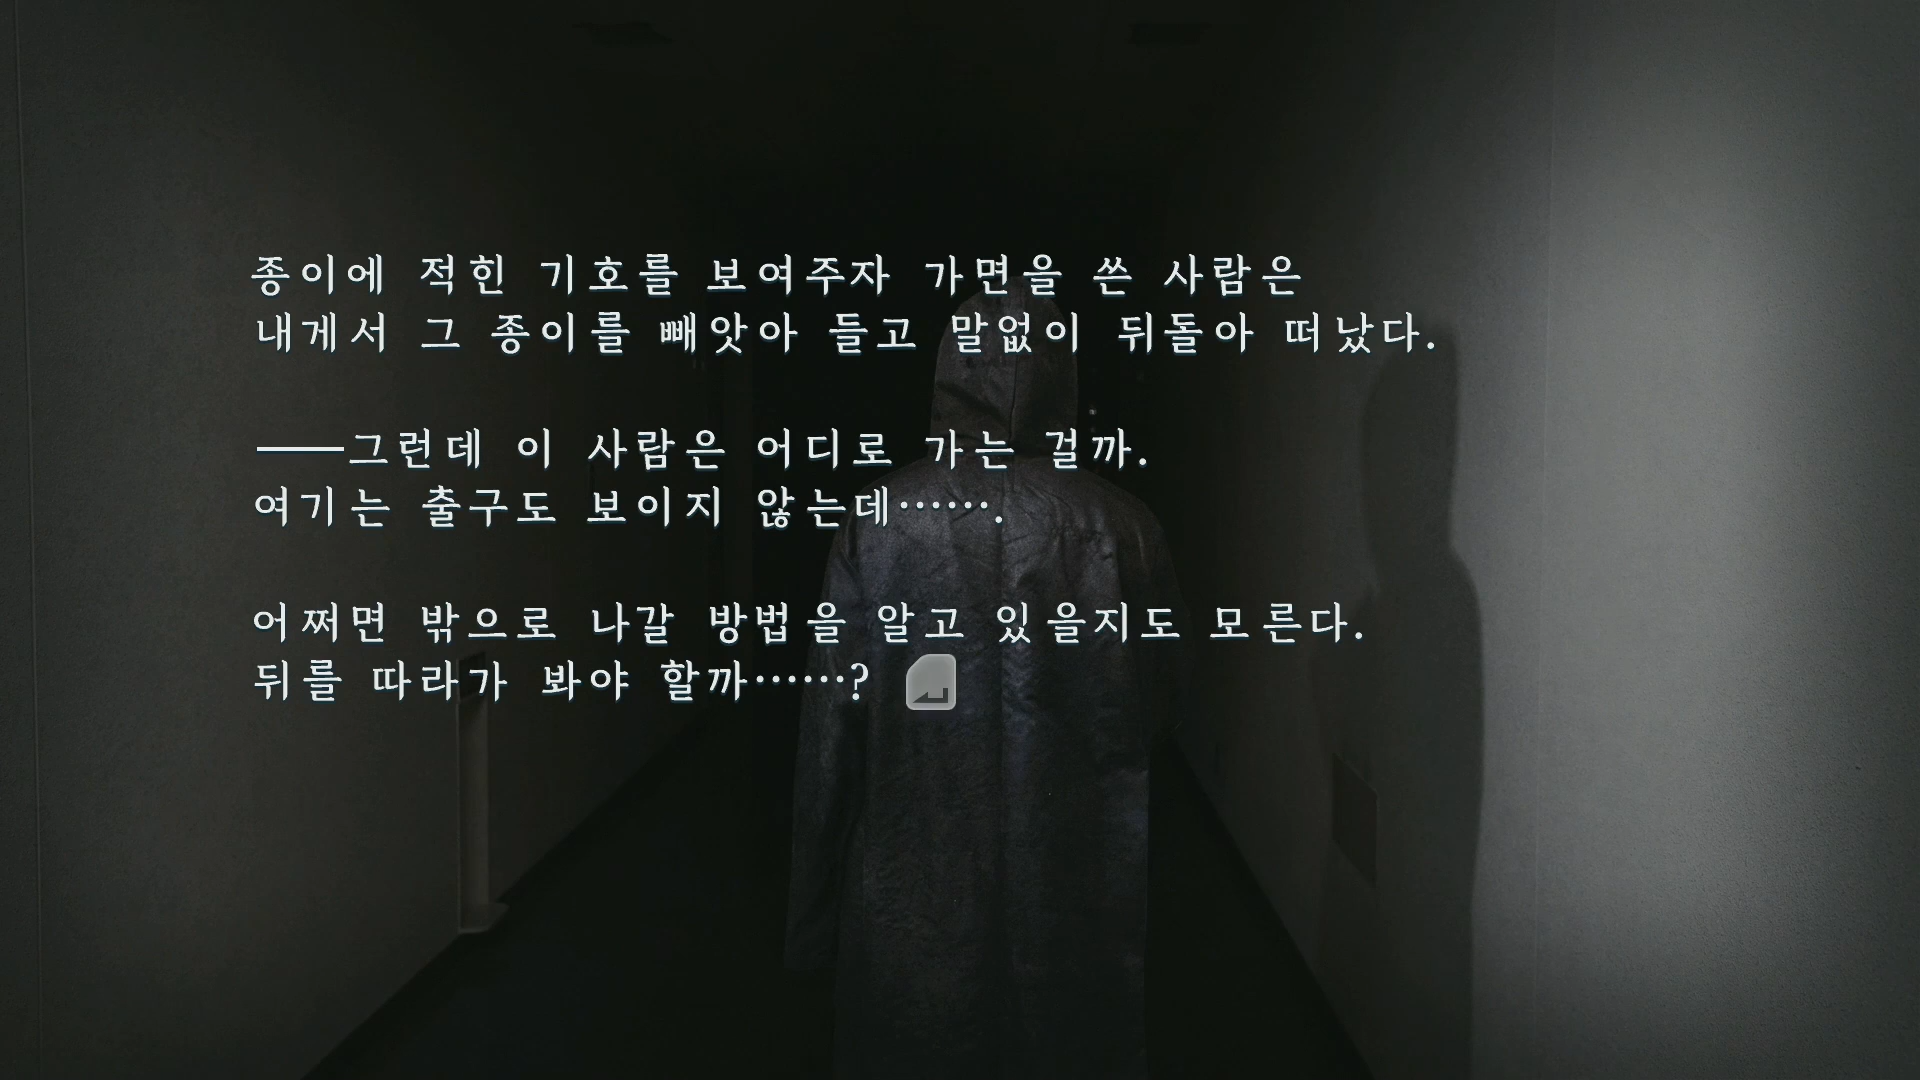 종이에 적힌 기호를 보여주자 가면을 쓴 사람은
내게서 그 종이를 빼앗아 들고 말없이 뒤돌아 떠났다.
――그런데 이 사람은 어디로 가는 걸까.
여기는 출구도 보이지 않는데…….
어쩌면 밖으로 나갈 방법을 알고 있을지도 모른다.
뒤를 따라가 봐야 할까……?